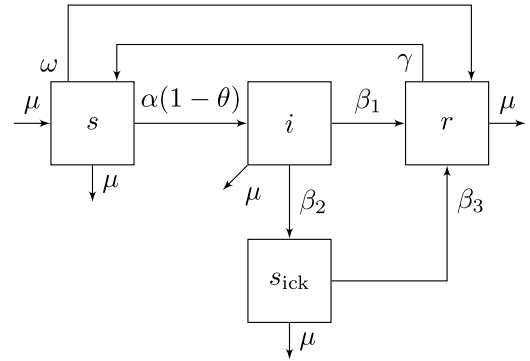 ω γ
μ s α(1 − θ) i β₁ r μ
μ μ β₂ β₃
s_ick
μ